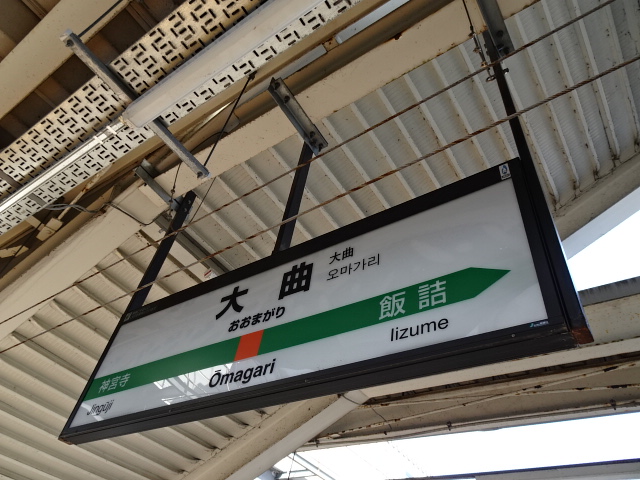 大曲
大曲
오마가리
おおまがり
飯詰
Iizume
神宮寺
Jingūji
Ōmagari